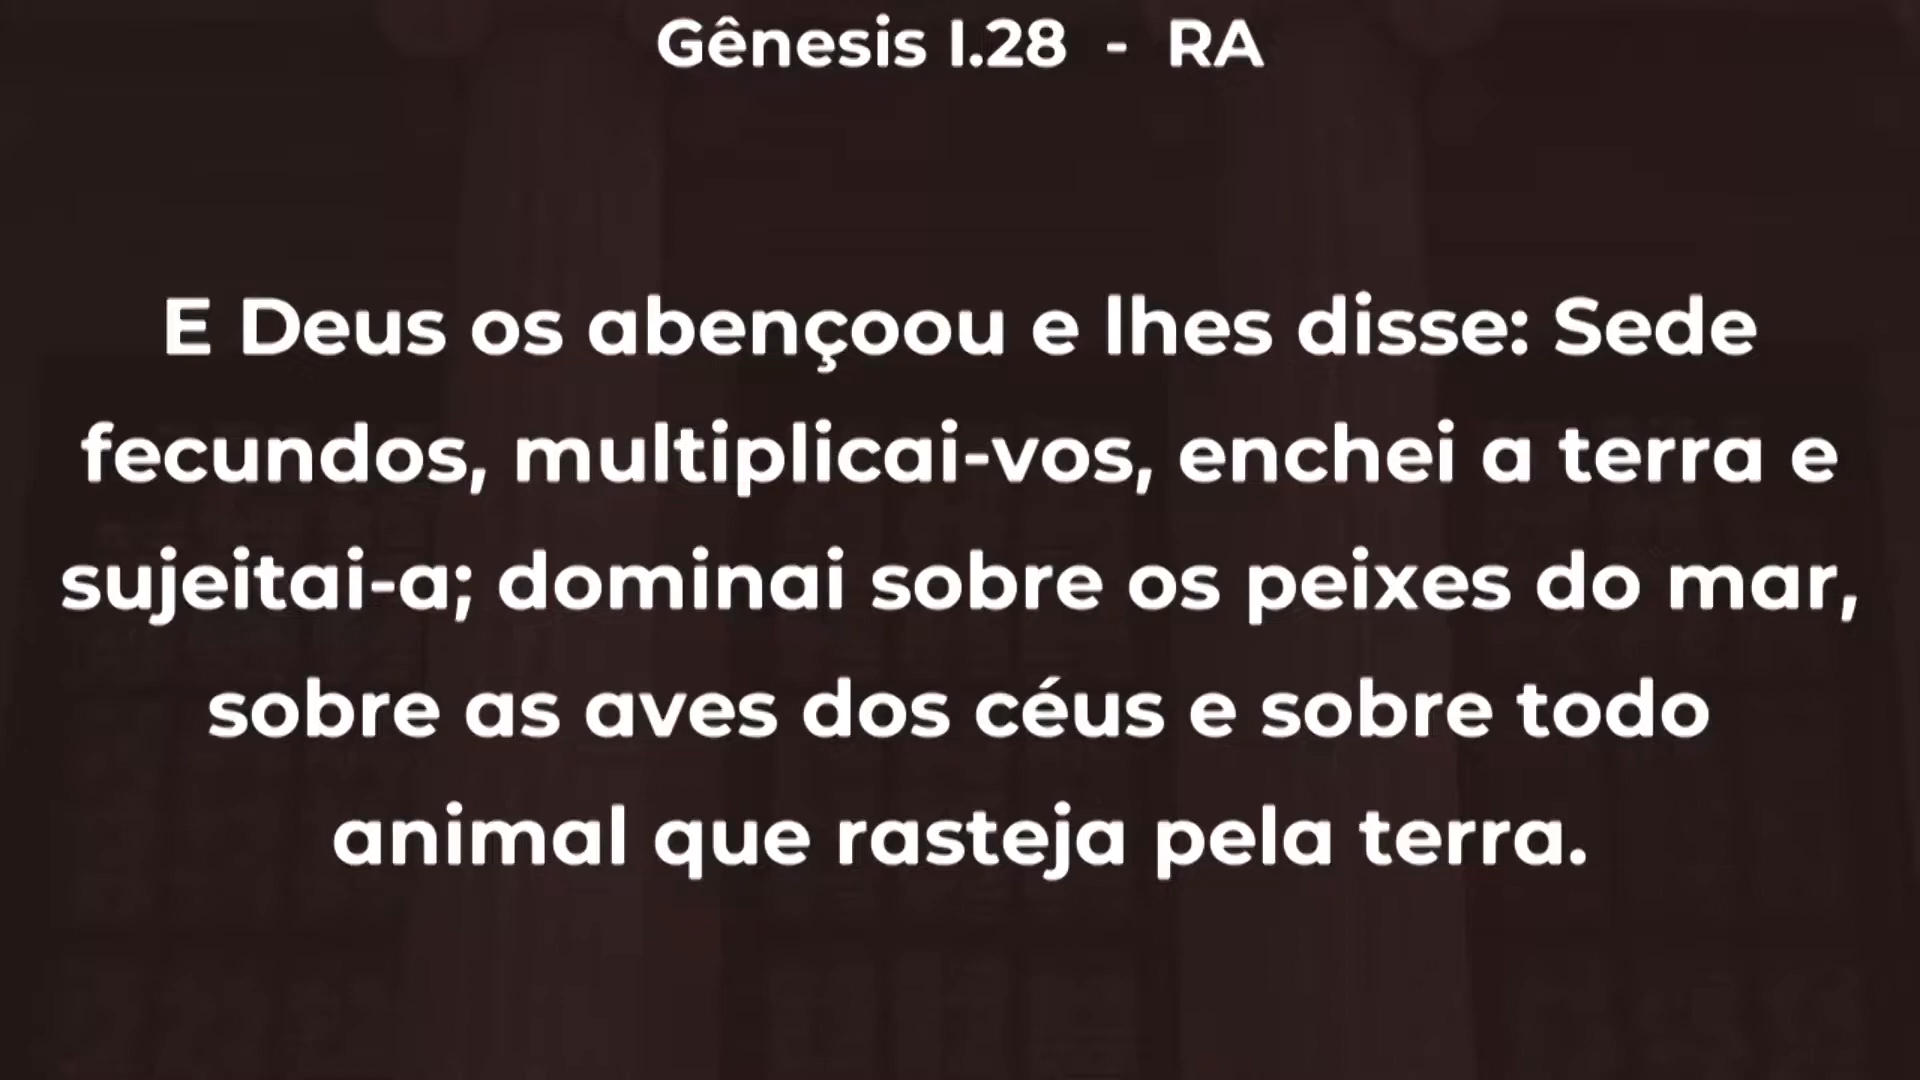 Gênesis I.28 - RA
E Deus os abençoou e lhes disse: Sede
fecundos, multiplicai-vos, enchei a terra e
sujeitai-a; dominai sobre os peixes do mar,
sobre as aves dos céus e sobre todo
animal que rasteja pela terra.